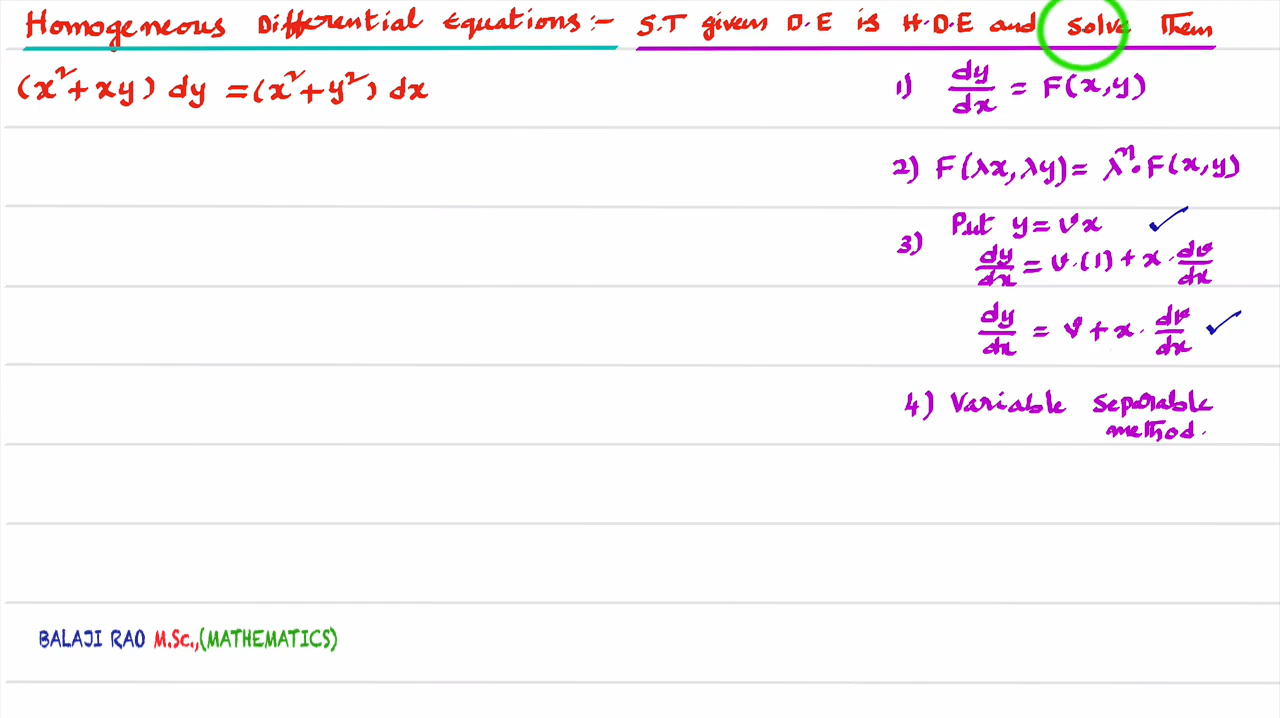 Homogeneous Differential Equations :- S.T given D.E is H.D.E and Solve Them
(x²+xy) dy = (x²+y²) dx
1) dy/dx = F(x,y)
2) F(λx, λy) = λⁿ·F(x,y)
3) Put y = vx ✓
dy/dx = v·(1) + x·dv/dx
dy/dx = v + x·dv/dx ✓
4) Variable Separable
method.
BALAJI RAO M.Sc.,(MATHEMATICS)